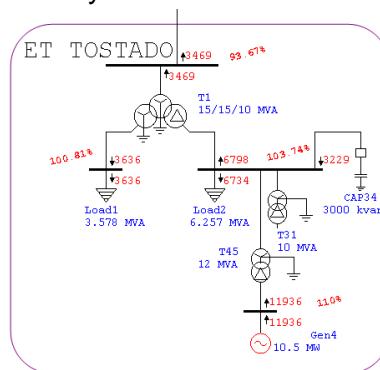 ET TOSTADO
3469
93.67%
3469
T1
15/15/10 MVA
100.81%
3636
3636
6798
6734
103.74%
3229
Load1
3.578 MVA
Load2
6.257 MVA
CAP34
3000 kvar
T31
10 MVA
T45
12 MVA
11936
110%
11936
Gen4
10.5 MW